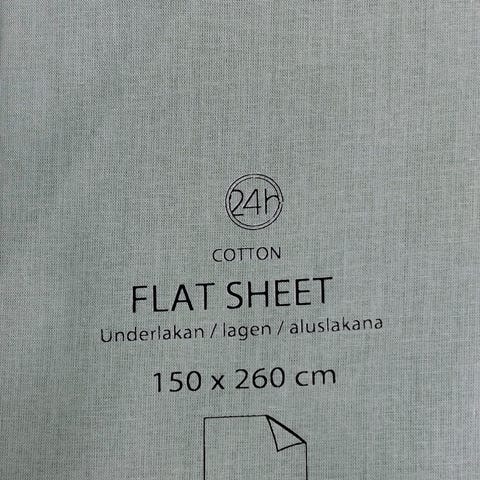 24h
COTTON
FLAT SHEET
Underlakan / lagen / aluslakana
150 x 260 cm